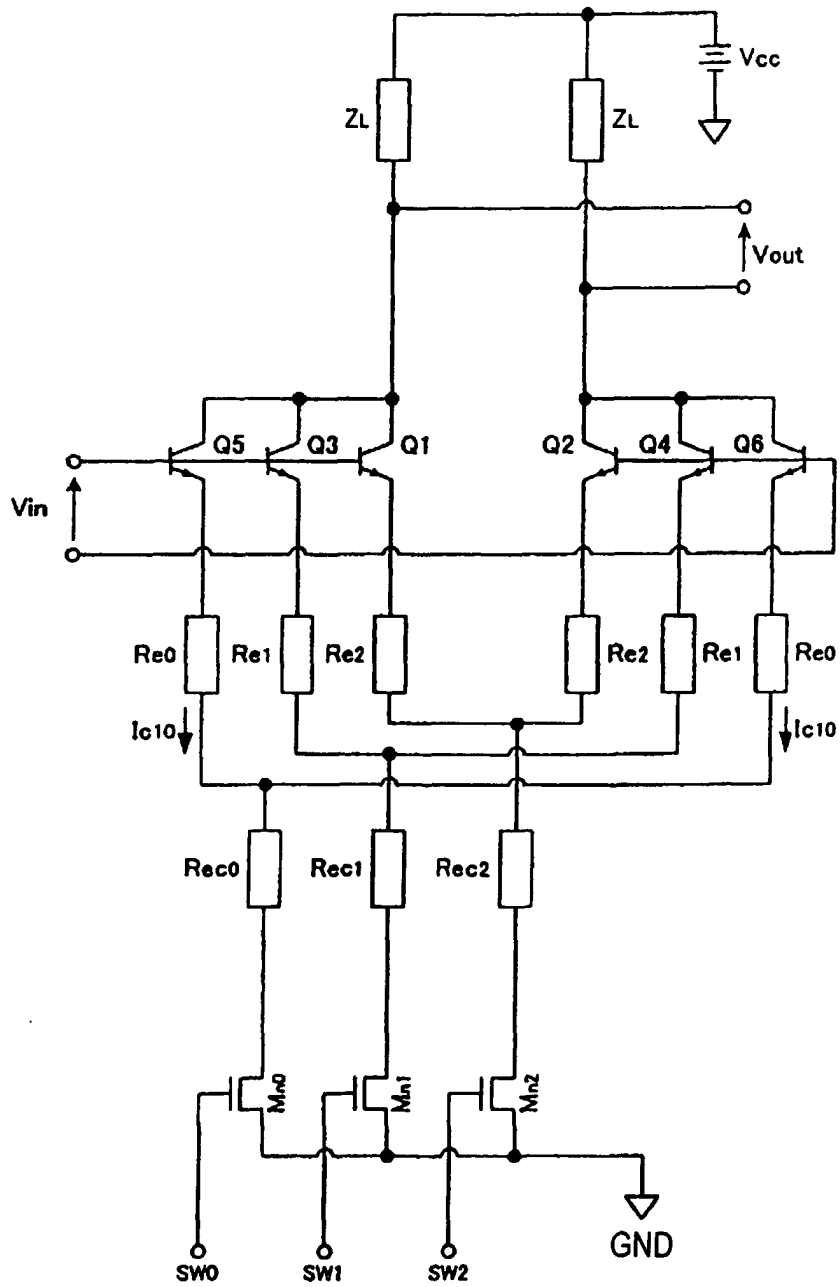 Vcc
ZL ZL
Vout
Q5 Q3 Q1 Q2 Q4 Q6
Vin
Re0 Re1 Re2 Re2 Re1 Re0
Ic10 Ic10
Rec0 Rec1 Rec2
Mn0 Mn1 Mn2
GND
SW0 SW1 SW2